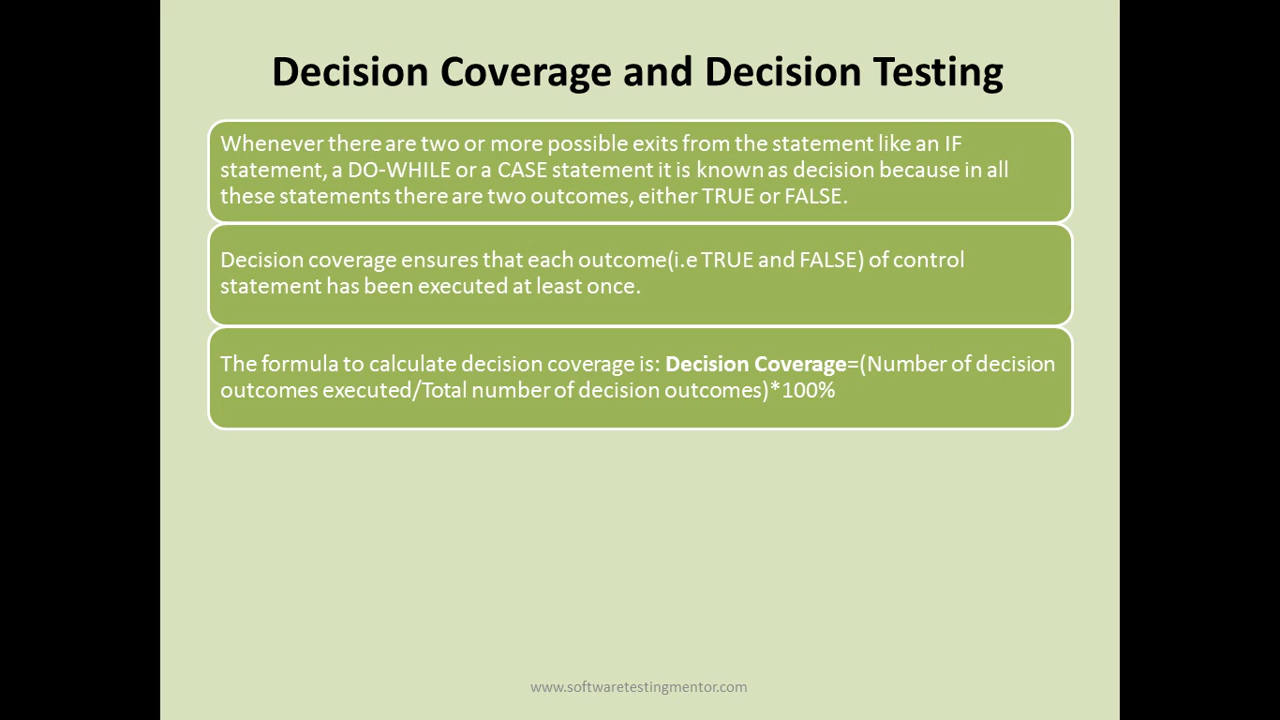 Decision Coverage and Decision Testing
Whenever there are two or more possible exits from the statement like an IF
statement, a DO-WHILE or a CASE statement it is known as decision because in all
these statements there are two outcomes, either TRUE or FALSE.
Decision coverage ensures that each outcome(i.e TRUE and FALSE) of control
statement has been executed at least once.
The formula to calculate decision coverage is: Decision Coverage=(Number of decision
outcomes executed/Total number of decision outcomes)*100%
www.softwaretestingmentor.com